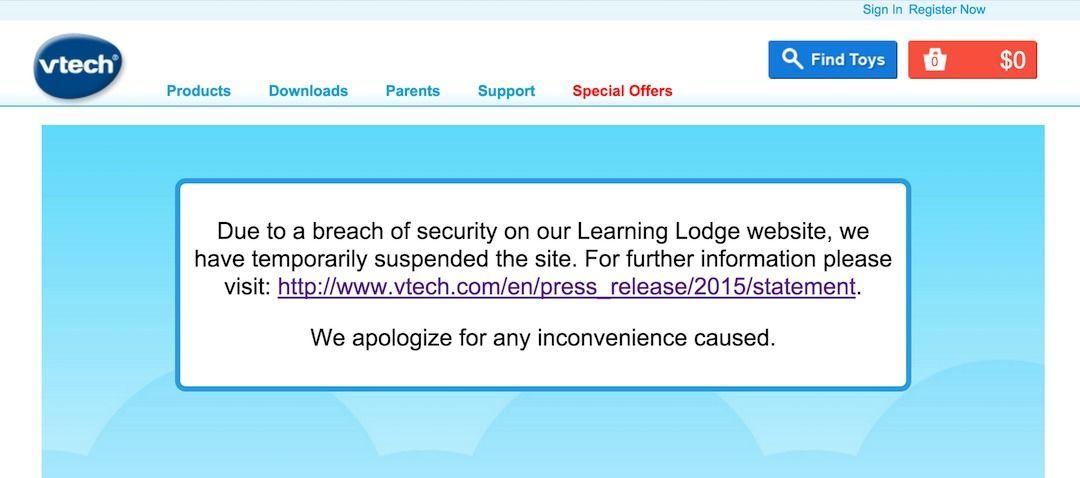 Sign In Register Now
vtech®
Find Toys
0
$0
Products Downloads Parents Support Special Offers
Due to a breach of security on our Learning Lodge website, we
have temporarily suspended the site. For further information please
visit: http://www.vtech.com/en/press_release/2015/statement.
We apologize for any inconvenience caused.